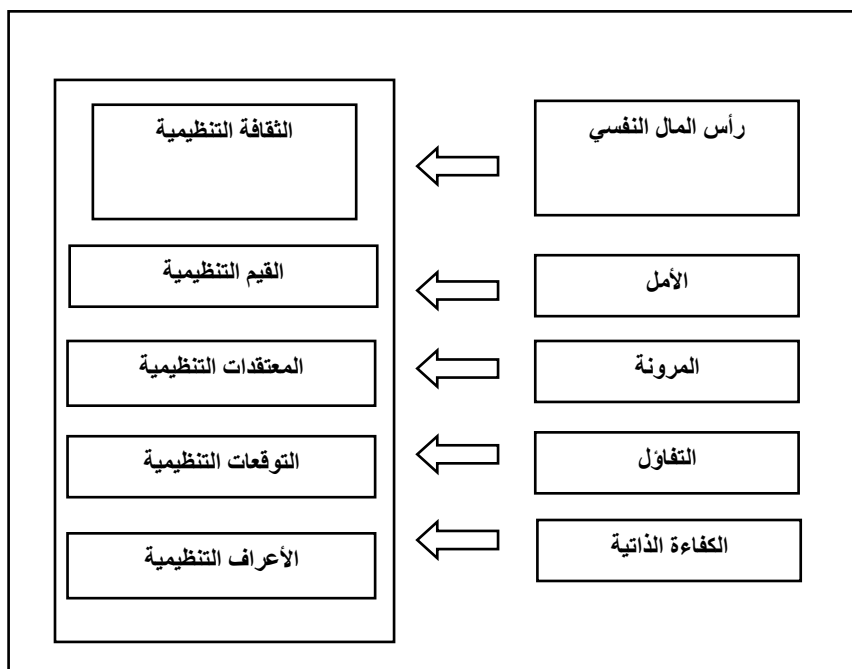 رأس المال النفسي
الثقافة التنظيمية
الأمل
القيم التنظيمية
المرونة
المعتقدات التنظيمية
التفاؤل
التوقعات التنظيمية
الكفاءة الذاتية
الأعراف التنظيمية